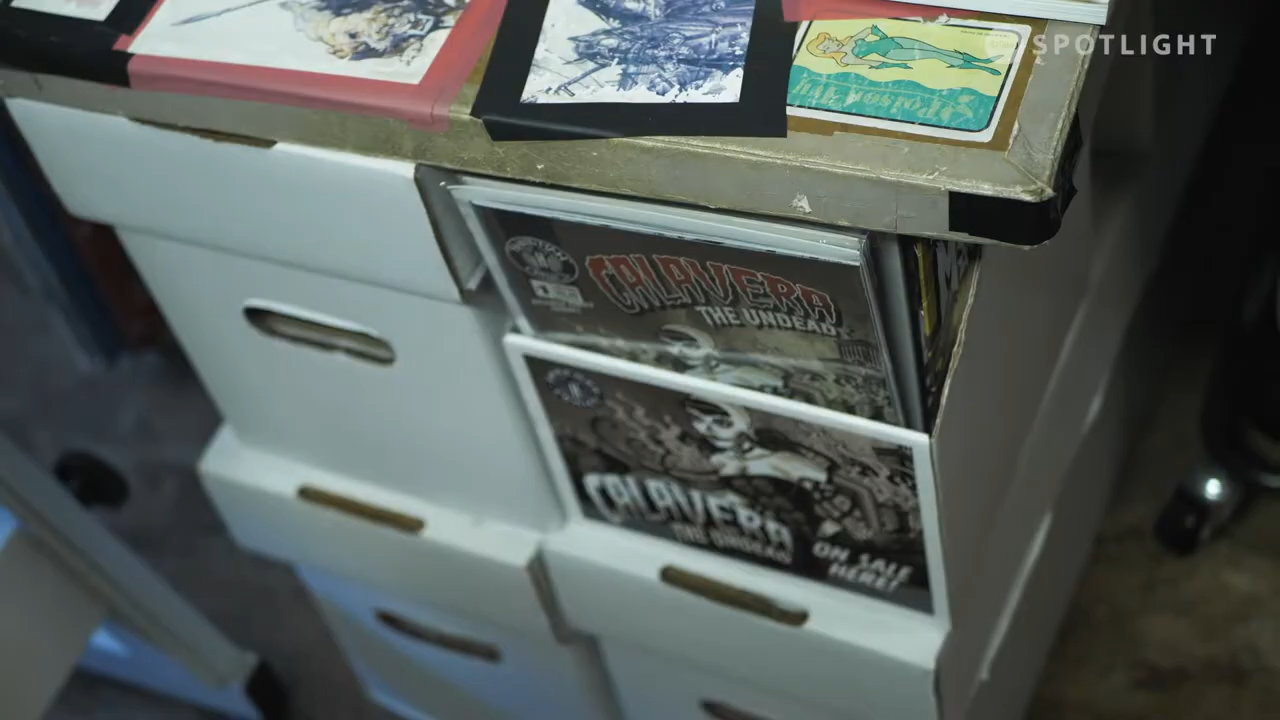 SPOTLIGHT
CALAVERA
THE UNDEAD
CALAVERA
THE UNDEAD
ON SALE
HERE!